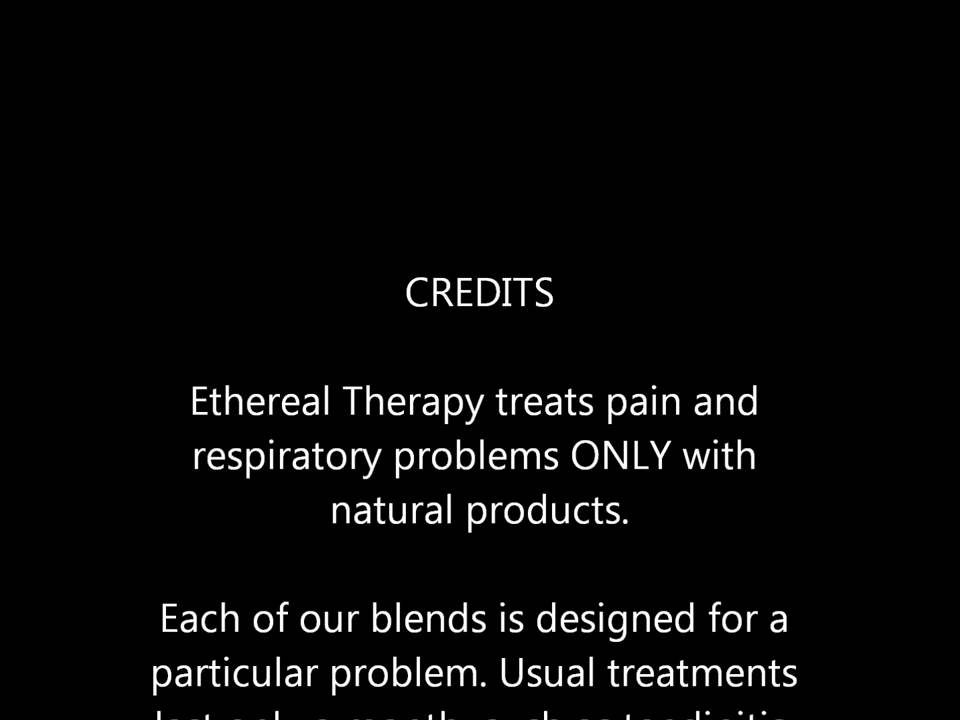 CREDITS
Ethereal Therapy treats pain and
respiratory problems ONLY with
natural products.
Each of our blends is designed for a
particular problem. Usual treatments